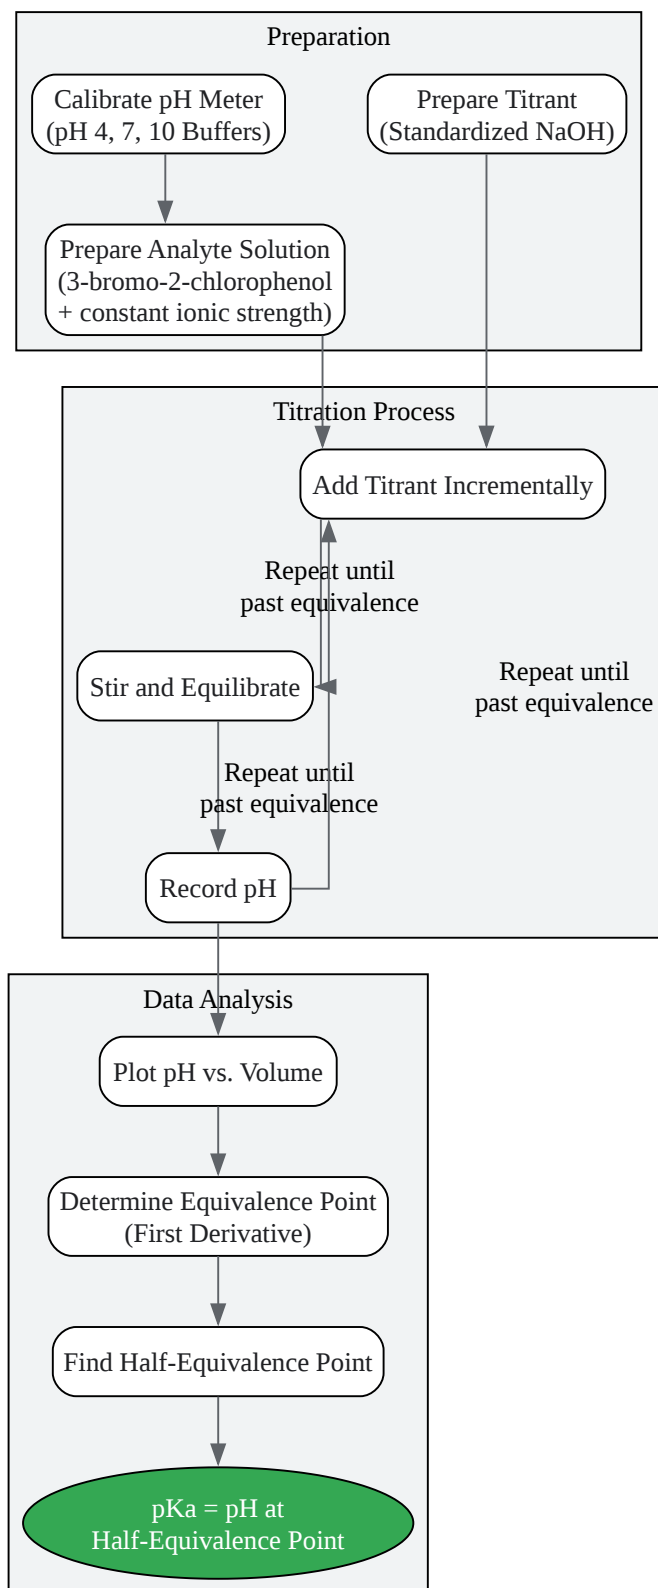 Preparation
Calibrate pH Meter
(pH 4, 7, 10 Buffers)
Prepare Titrant
(Standardized NaOH)
Prepare Analyte Solution
(3-bromo-2-chlorophenol
+ constant ionic strength)
Titration Process
Add Titrant Incrementally
Repeat until
past equivalence
Stir and Equilibrate
Repeat until
past equivalence
Repeat until
past equivalence
Record pH
Data Analysis
Plot pH vs. Volume
Determine Equivalence Point
(First Derivative)
Find Half-Equivalence Point
pKa = pH at
Half-Equivalence Point